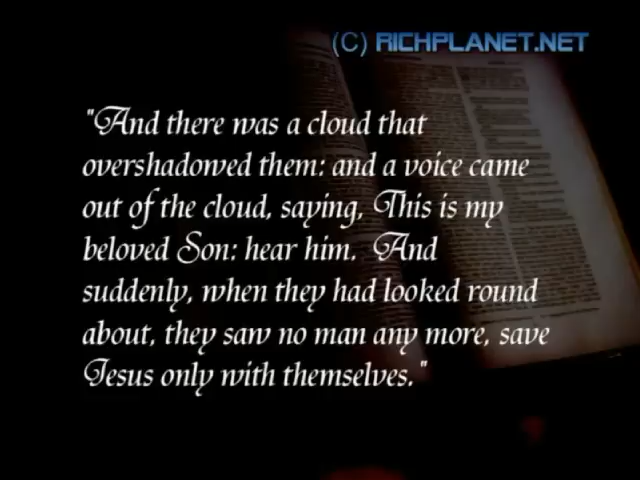 (C) RICHPLANET.NET
"And there was a cloud that
overshadowed them: and a voice came
out of the cloud, saying, This is my
beloved Son: hear him. And
suddenly, when they had looked round
about, they saw no man any more, save
Jesus only with themselves."